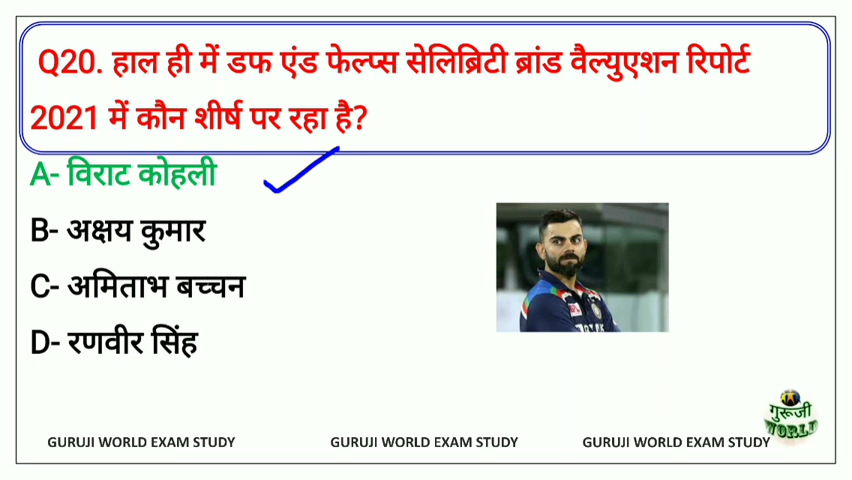 Q20. हाल ही में डफ एंड फेल्प्स सेलिब्रिटी ब्रांड वैल्युएशन रिपोर्ट
2021 में कौन शीर्ष पर रहा है?
A- विराट कोहली
B- अक्षय कुमार
C- अमिताभ बच्चन
D- रणवीर सिंह
गुरूजी
WORLD
GURUJI WORLD EXAM STUDY GURUJI WORLD EXAM STUDY GURUJI WORLD EXAM STUDY